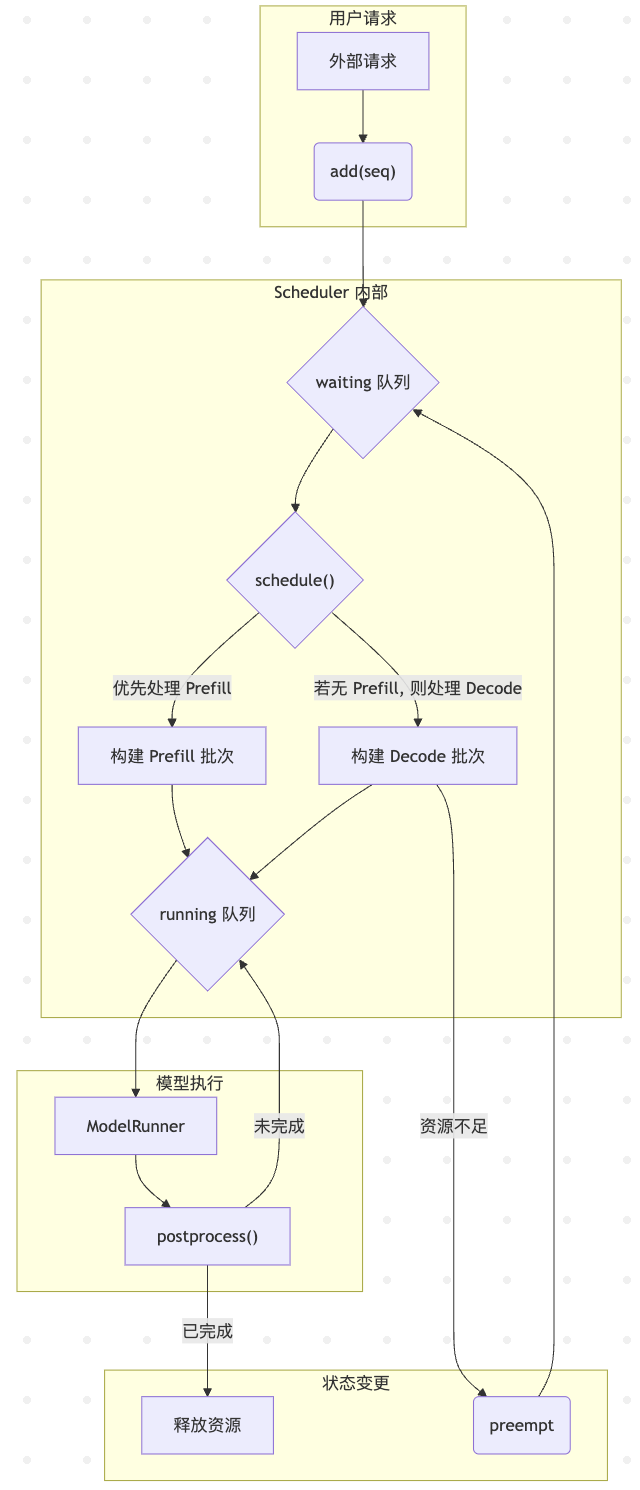 用户请求
外部请求
add(seq)
Scheduler 内部
waiting 队列
schedule()
优先处理 Prefill
若无 Prefill, 则处理 Decode
构建 Prefill 批次
构建 Decode 批次
running 队列
模型执行
ModelRunner
未完成
资源不足
postprocess()
已完成
状态变更
释放资源
preempt